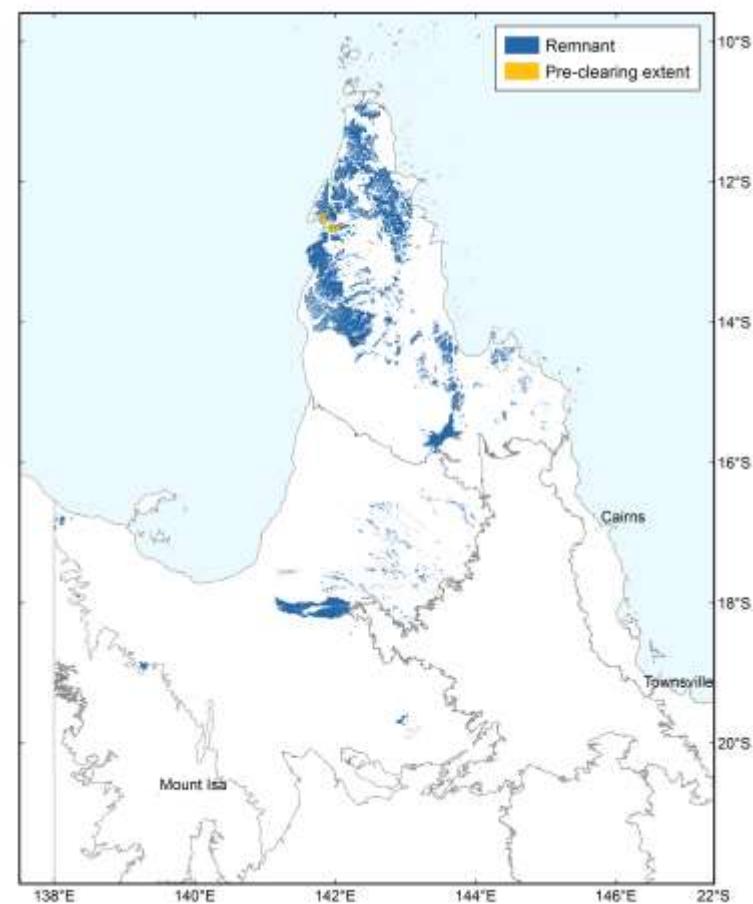 Remnant
Pre-clearing extent
10°S
12°S
14°S
16°S
Cairns
18°S
Townsville
20°S
Mount Isa
138°E 140°E 142°E 144°E 146°E 22°S